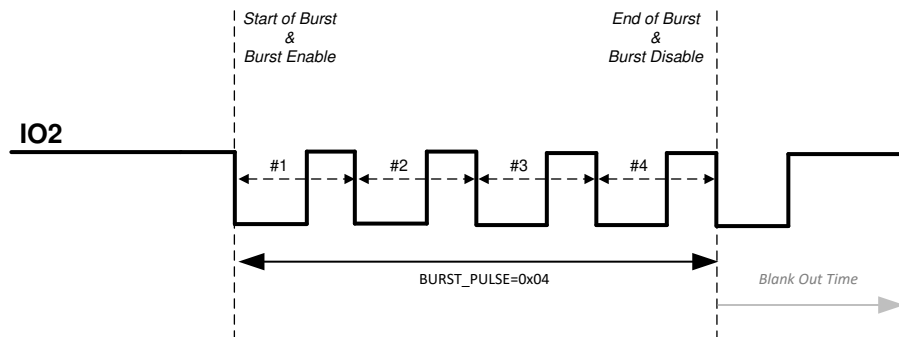 Start of Burst
&
Burst Enable
End of Burst
&
Burst Disable
IO2
#1
#2
#3
#4
BURST_PULSE=0x04
Blank Out Time